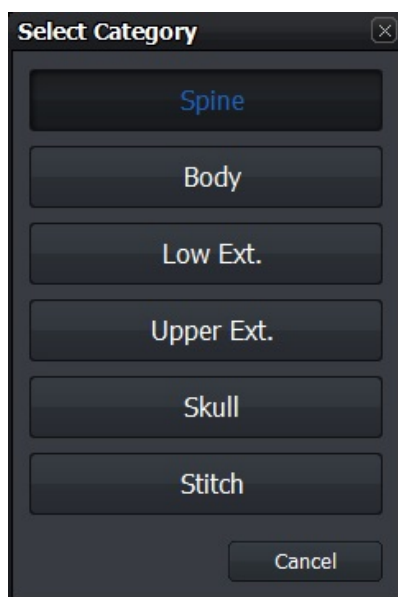 Select Category
Spine
Body
Low Ext.
Upper Ext.
Skull
Stitch
Cancel